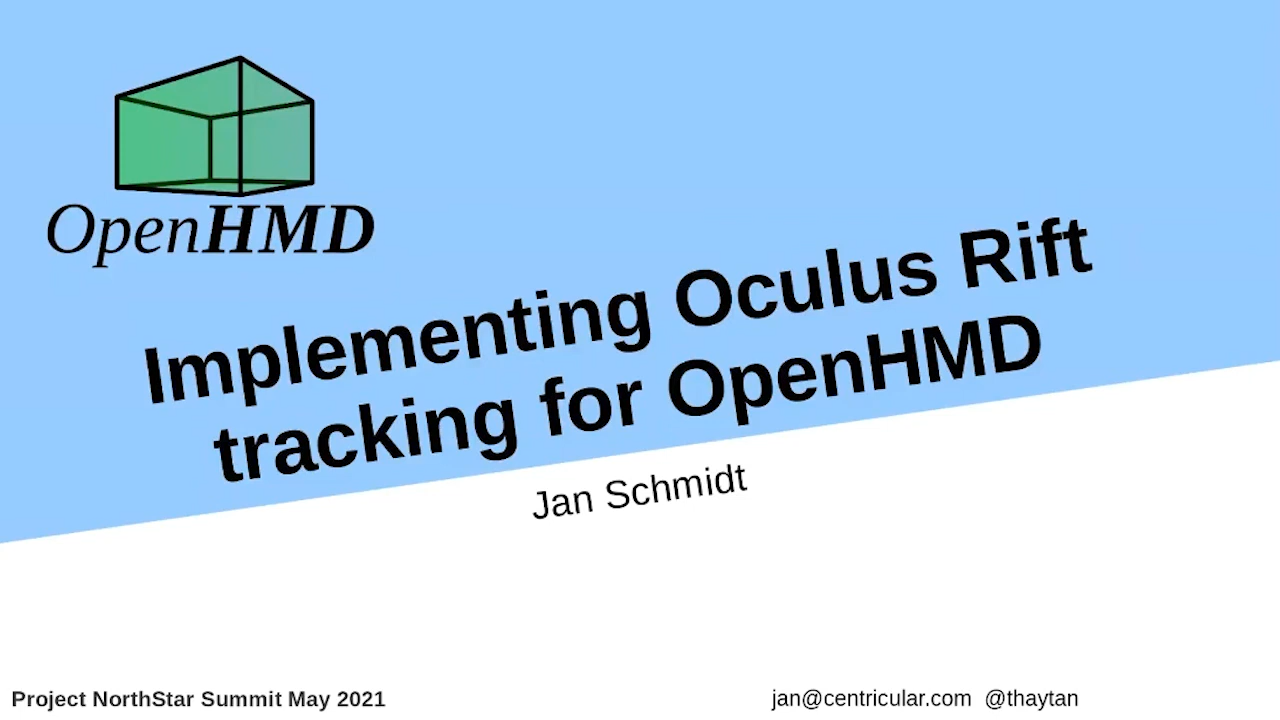 OpenHMD
Implementing Oculus Rift
tracking for OpenHMD
Jan Schmidt
Project NorthStar Summit May 2021
jan@centricular.com @thaytan